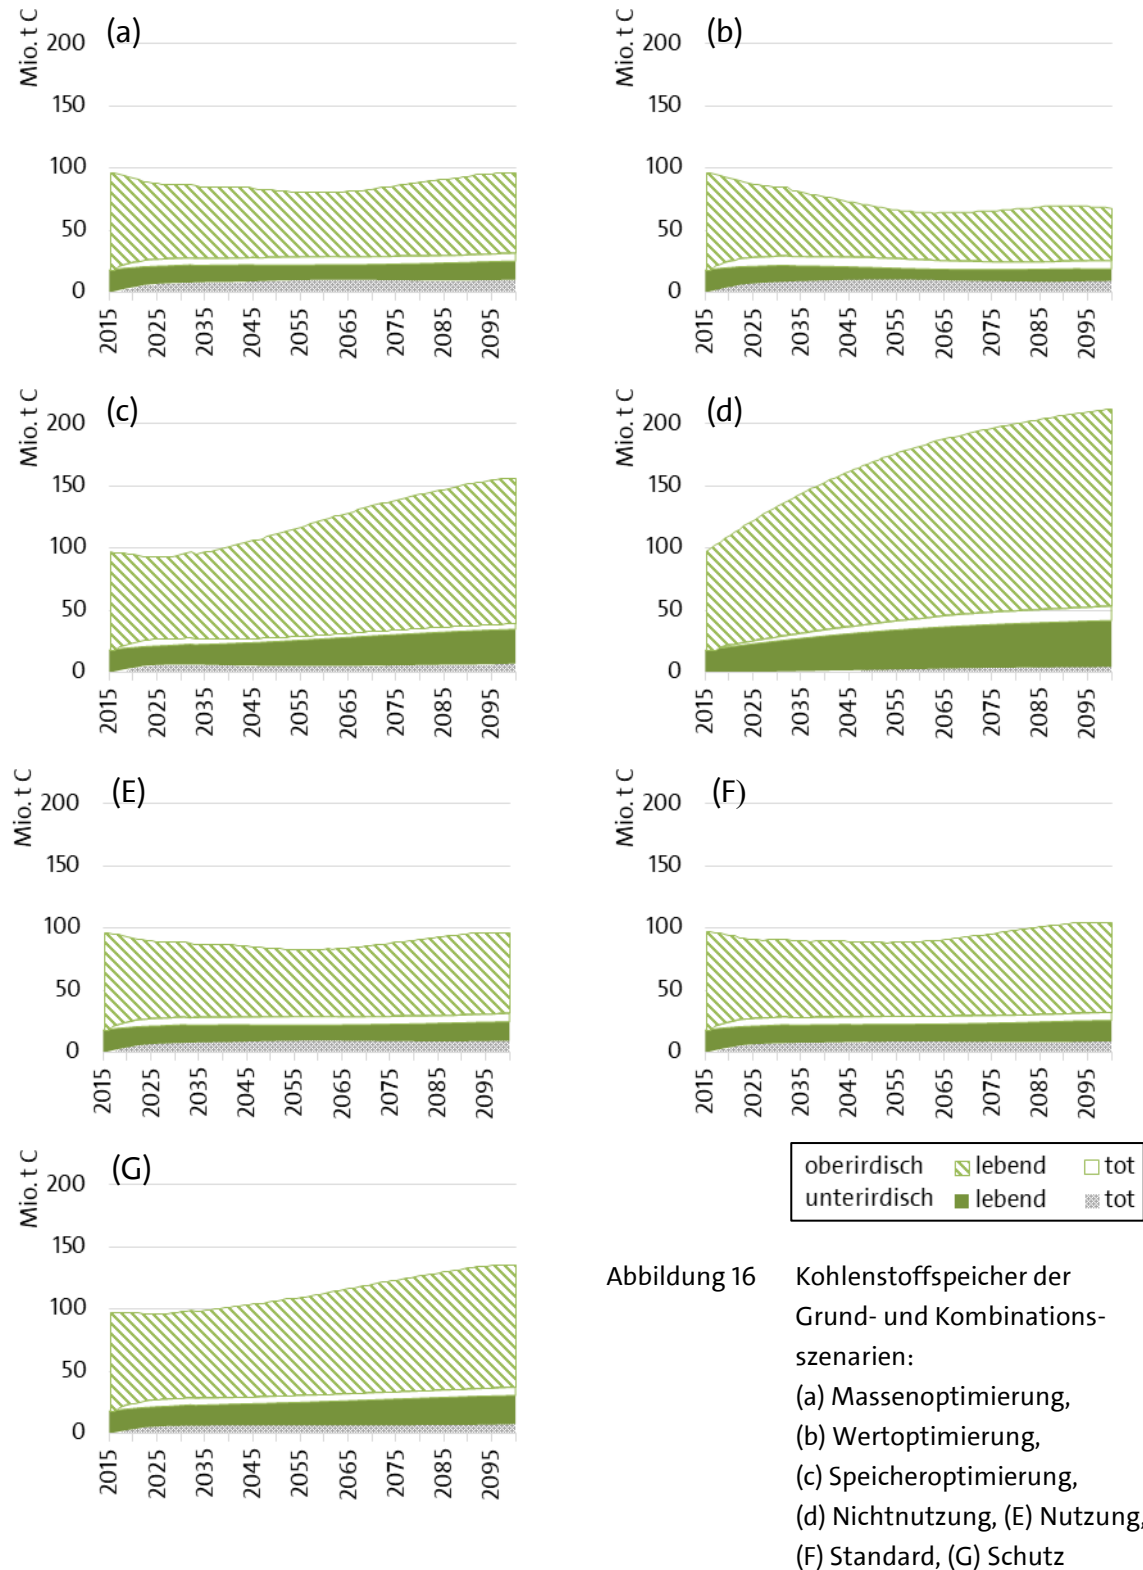 (a)
Mio. t C
200
150
100
50
0
2015 2025 2035 2045 2055 2065 2075 2085 2095
(b)
Mio. t C
200
150
100
50
0
2015 2025 2035 2045 2055 2065 2075 2085 2095
(c)
Mio. t C
200
150
100
50
0
2015 2025 2035 2045 2055 2065 2075 2085 2095
(d)
Mio. t C
200
150
100
50
0
2015 2025 2035 2045 2055 2065 2075 2085 2095
(E)
Mio. t C
200
150
100
50
0
2015 2025 2035 2045 2055 2065 2075 2085 2095
(F)
Mio. t C
200
150
100
50
0
2015 2025 2035 2045 2055 2065 2075 2085 2095
(G)
Mio. t C
200
150
100
50
0
2015 2025 2035 2045 2055 2065 2075 2085 2095
oberirdisch lebend tot
unterirdisch lebend tot
Abbildung 16 Kohlenstoffspeicher der
Grund- und Kombinations-
szenarien:
(a) Massenoptimierung,
(b) Wertoptimierung,
(c) Speicheroptimierung,
(d) Nichtnutzung, (E) Nutzung,
(F) Standard, (G) Schutz